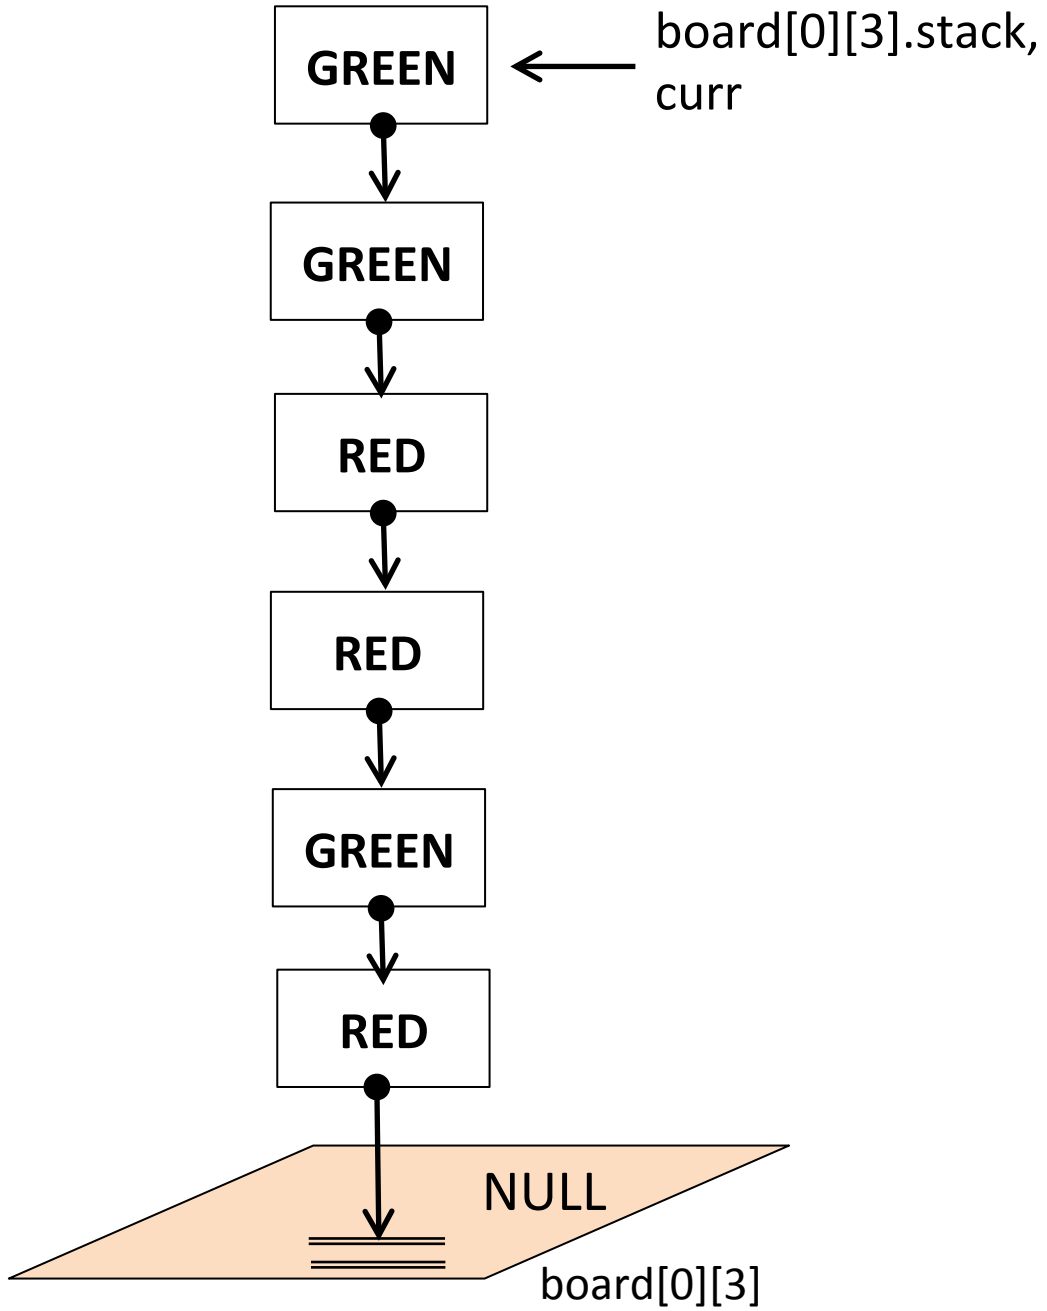 GREEN
board[0][3].stack,
curr
GREEN
RED
RED
GREEN
RED
NULL
board[0][3]